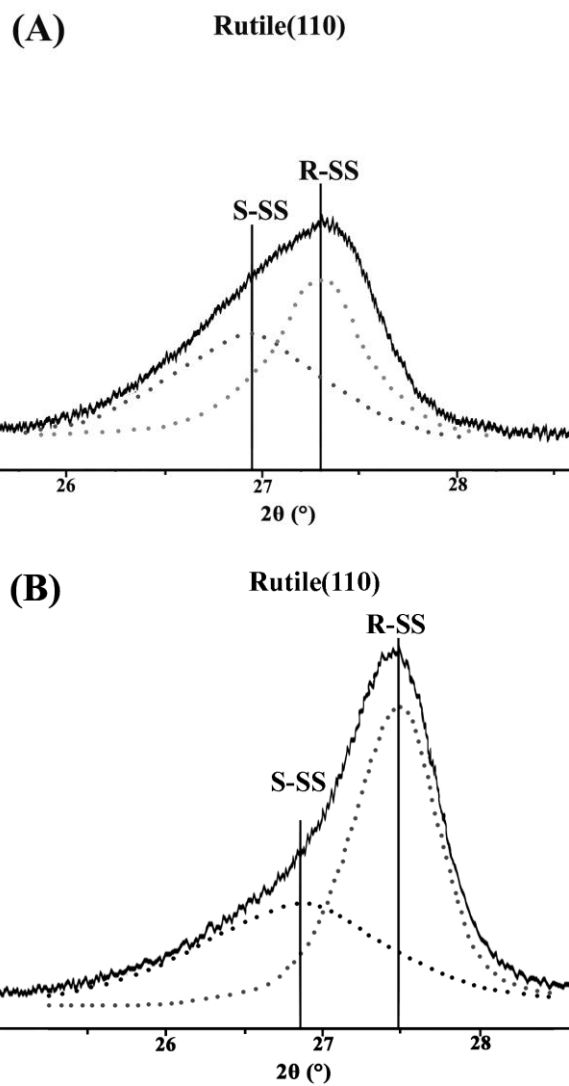 (A) Rutile(110)
R-SS
S-SS
26 27 28
2θ (°)
(B) Rutile(110)
R-SS
S-SS
26 27 28
2θ (°)